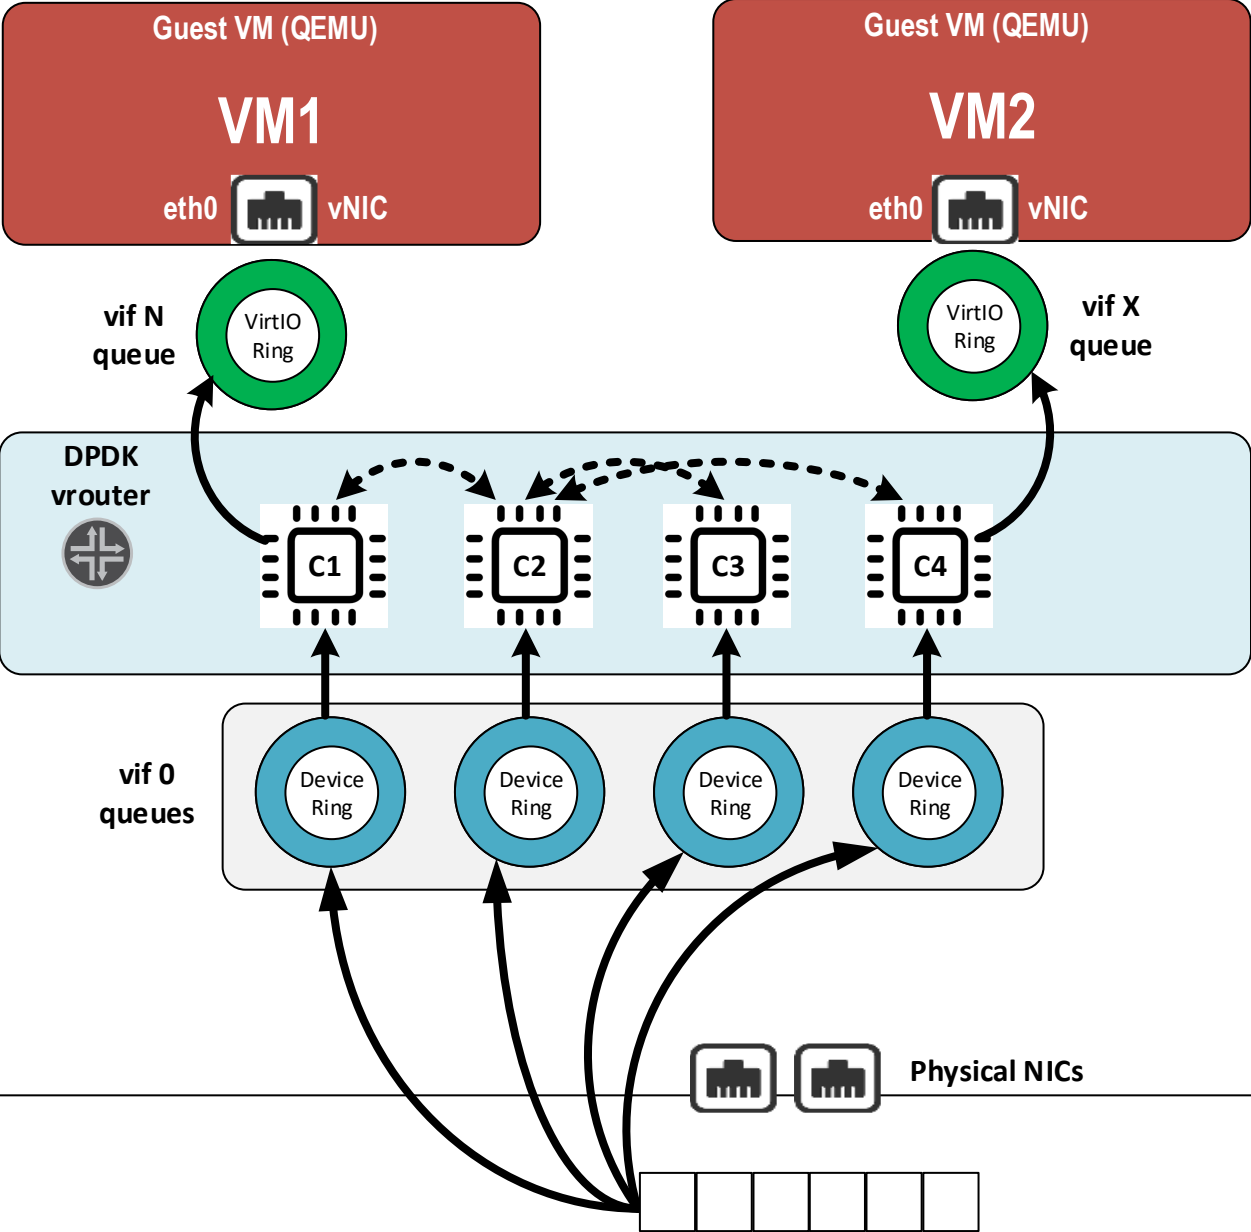 Guest VM (QEMU)
VM1
eth0
vNIC
Guest VM (QEMU)
VM2
eth0
vNIC
vif N
queue
VirtIO
Ring
VirtIO
Ring
vif X
queue
DPDK
vrouter
C1
C2
C3
C4
vif 0
queues
Device
Ring
Device
Ring
Device
Ring
Device
Ring
Physical NICs